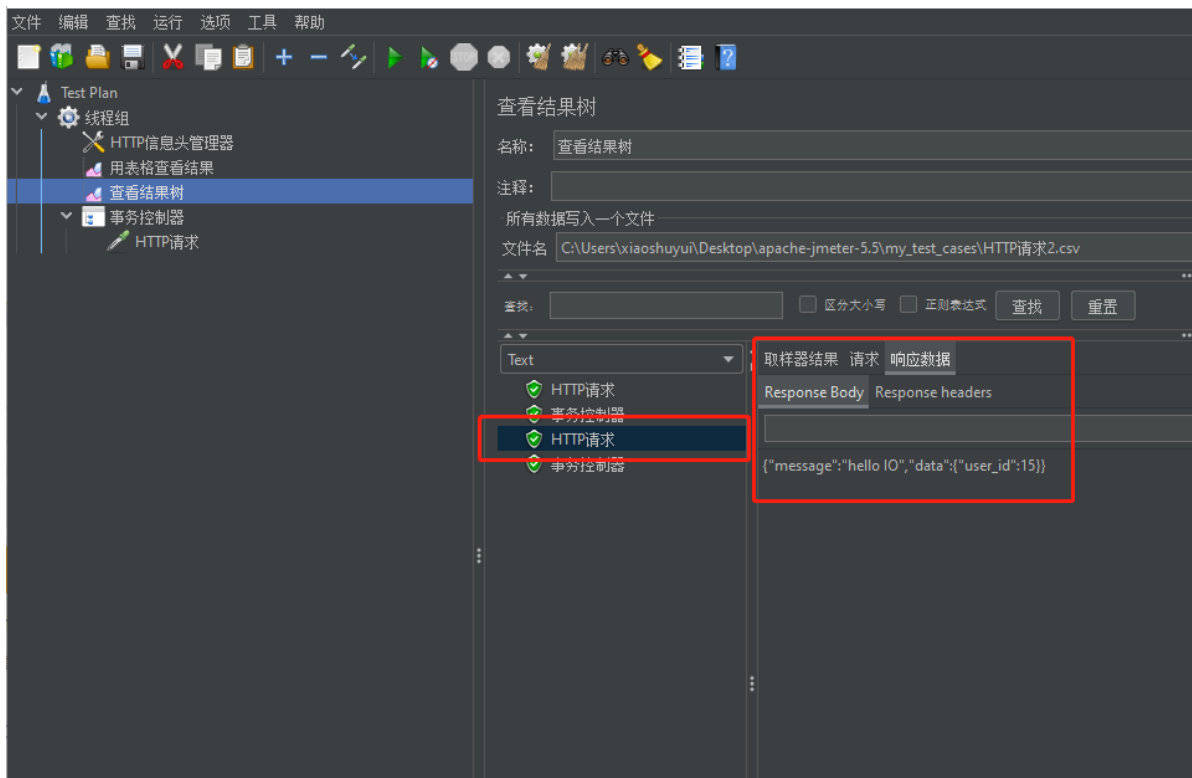 文件 编辑 查找 运行 选项 工具 帮助
STOP
Test Plan
线程组
HTTP信息头管理器
用表格查看结果
查看结果树
事务控制器
HTTP请求
查看结果树
名称： 查看结果树
注释：
所有数据写入一个文件
文件名 C:\Users\xiaoshuyui\Desktop\apache-jmeter-5.5\my_test_cases\HTTP请求2.csv
查找： 区分大小写 正则表达式 查找 重置
Text
HTTP请求
事务控制器
HTTP请求
事务控制器
取样器结果 请求 响应数据
Response Body Response headers
{"message":"hello IO","data":{"user_id":15}}